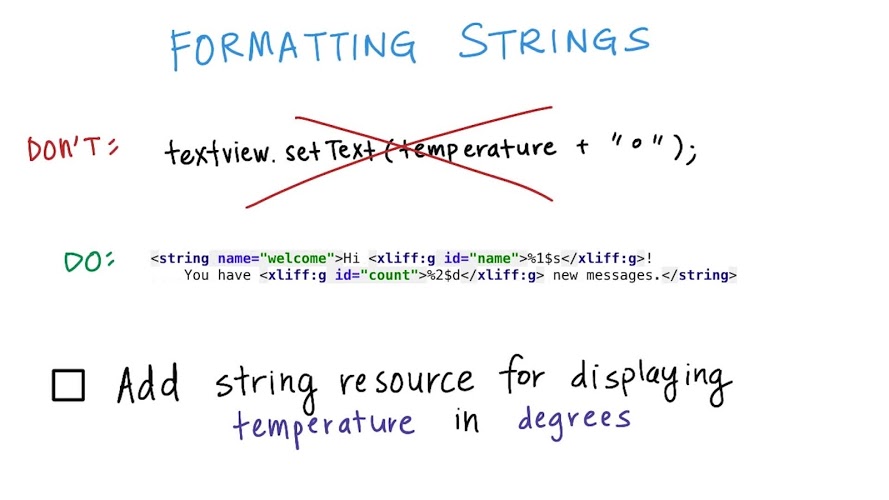 FORMATTING STRINGS
DON'T: textview.setText(temperature + "°");
DO: <string name="welcome">Hi <xliff:g id="name">%1$s</xliff:g>!
You have <xliff:g id="count">%2$d</xliff:g> new messages.</string>
Add string resource for displaying
temperature in degrees